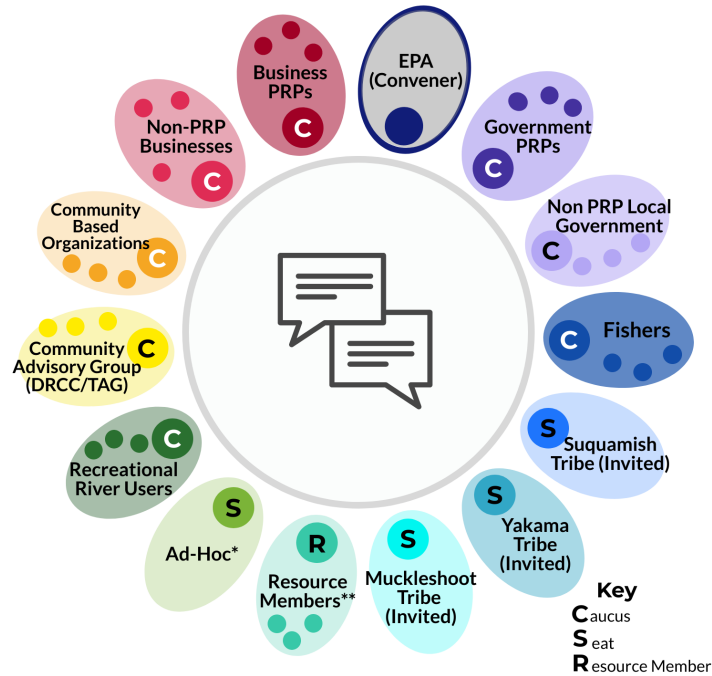 EPA
(Convener)
C
Government
PRPs
C
Non PRP Local
Government
C
Fishers
S
Suquamish
Tribe (Invited)
S
Yakama
Tribe
(Invited)
S
Muckleshoot
Tribe
(Invited)
R
Resource
Members**
S
Ad-Hoc*
C
Recreational
River Users
C
Community
Advisory Group
(DRCC/TAG)
C
Community
Based
Organizations
C
Non-PRP
Businesses
C
Business
PRPs
Key
Caucus
Seat
Resource Member